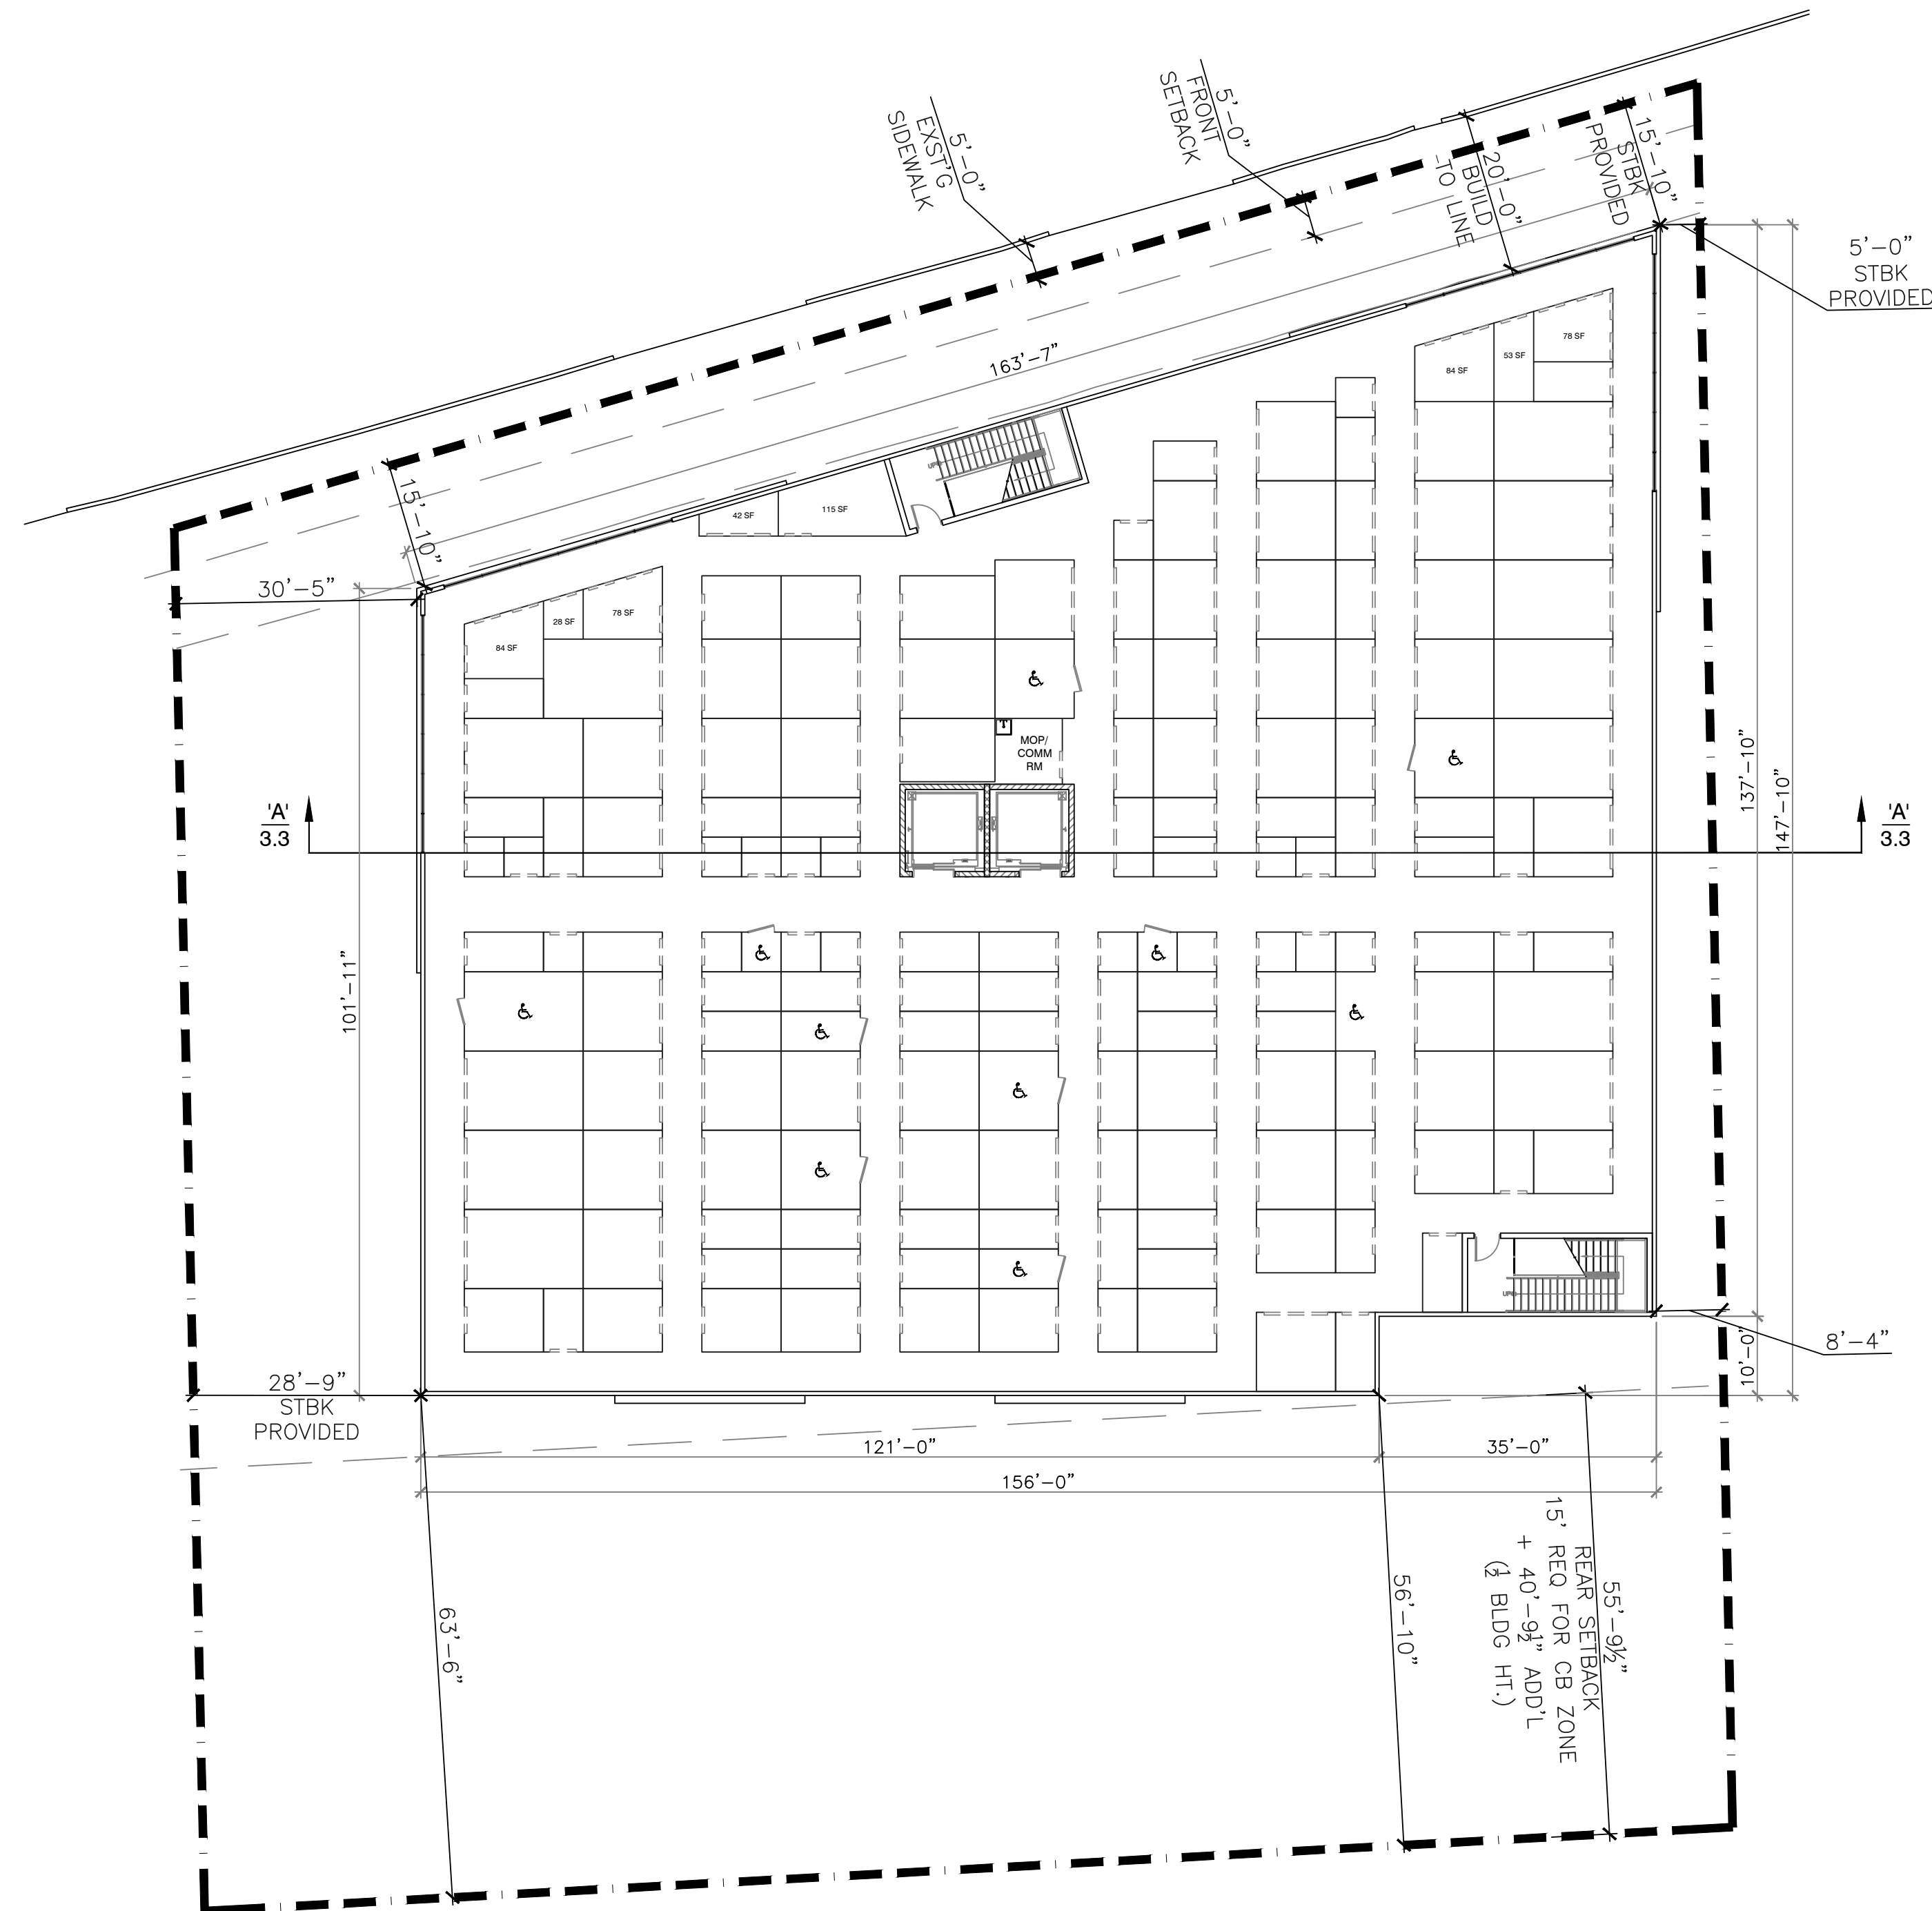 5'-0"
EXST'G
SIDEWALK
5'-0"
FRONT
SETBACK
20'-0"
BUILD
-TO LINE
15'-10"
STBK
PROVIDED
5'-0"
STBK
PROVIDED
163'-7"
15'-10"
30'-5"
78 SF
53 SF
84 SF
UP
42 SF
115 SF
78 SF
28 SF
84 SF
MOP/
COMM
RM
T
'A'
3.3
'A'
3.3
137'-10"
147'-10"
101'-11"
UP
8'-4"
10'-0"
28'-9"
STBK
PROVIDED
121'-0"
35'-0"
156'-0"
63'-6"
56'-10"
55'-9½"
REAR SETBACK
15' REQ FOR CB ZONE
+ 40'-9½" ADD'L
(½ BLDG HT.)